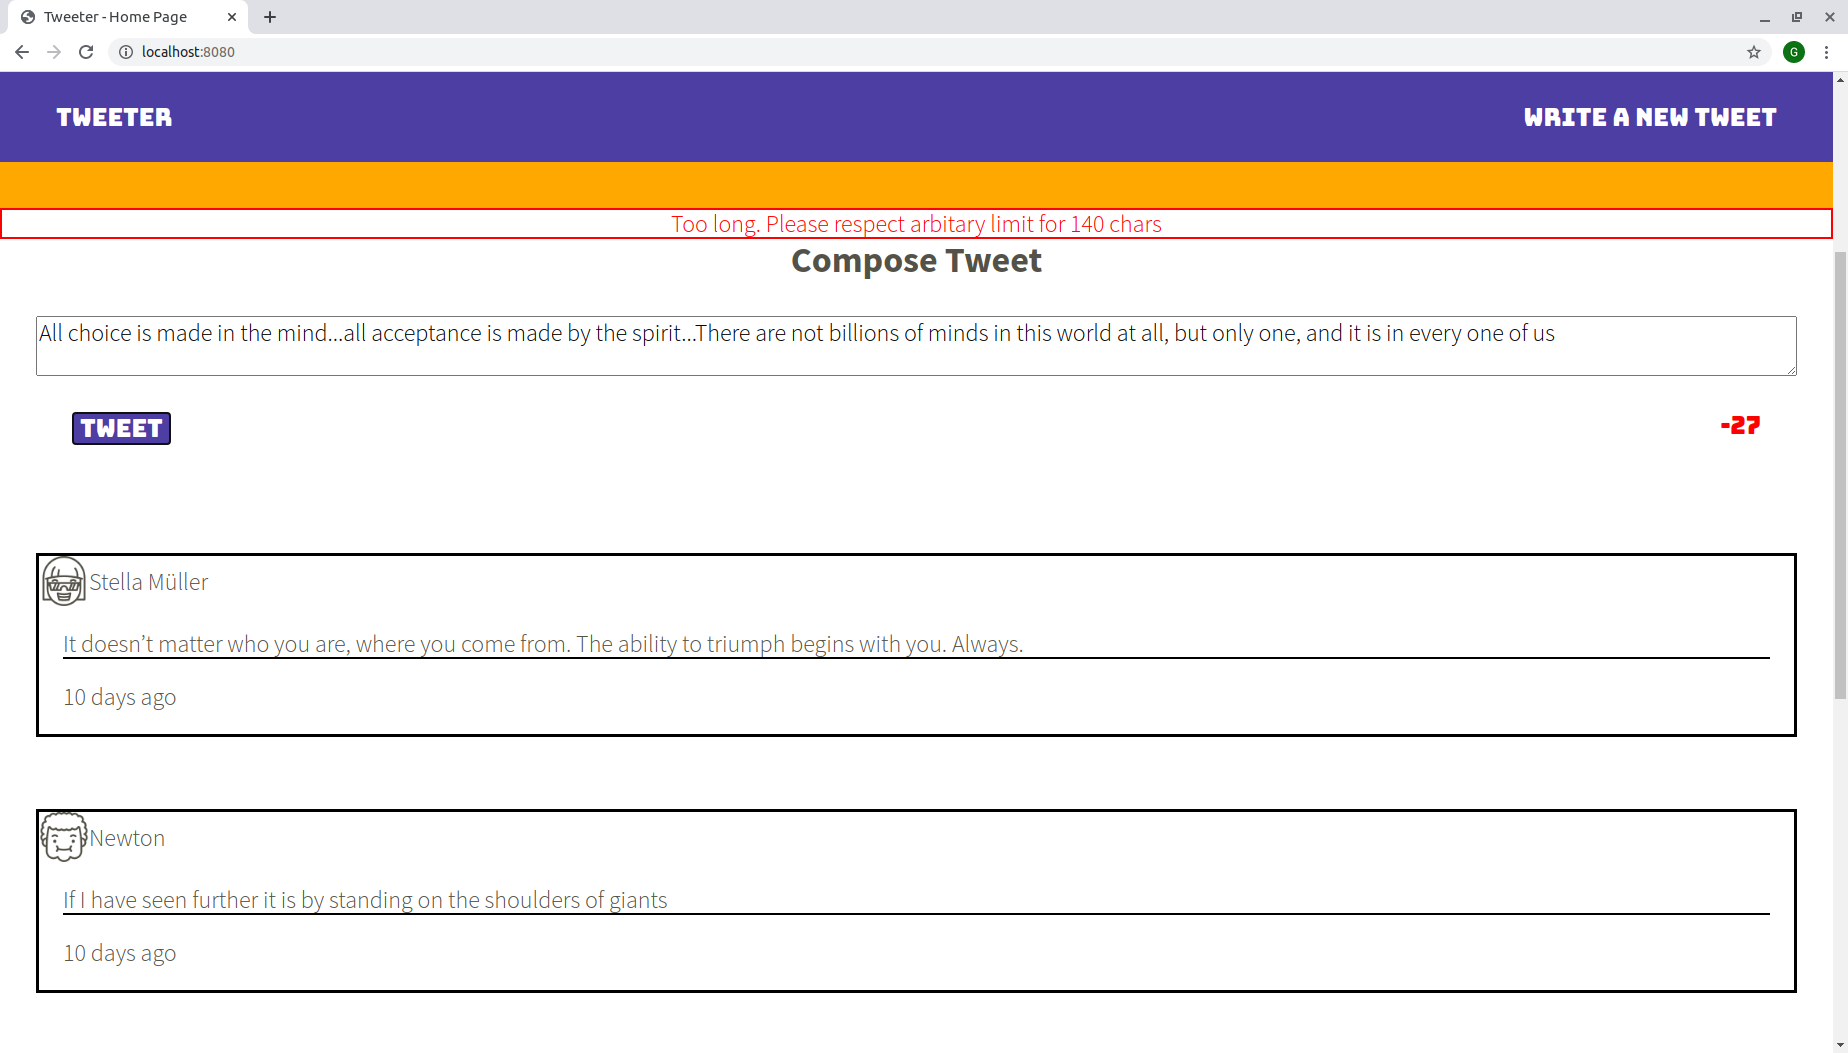 Tweeter - Home Page
localhost:8080
G
TWEETER
WRITE A NEW TWEET
Too long. Please respect arbitary limit for 140 chars
Compose Tweet
All choice is made in the mind...all acceptance is made by the spirit...There are not billions of minds in this world at all, but only one, and it is in every one of us
TWEET
-27
Stella Müller
It doesn’t matter who you are, where you come from. The ability to triumph begins with you. Always.
10 days ago
Newton
If I have seen further it is by standing on the shoulders of giants
10 days ago